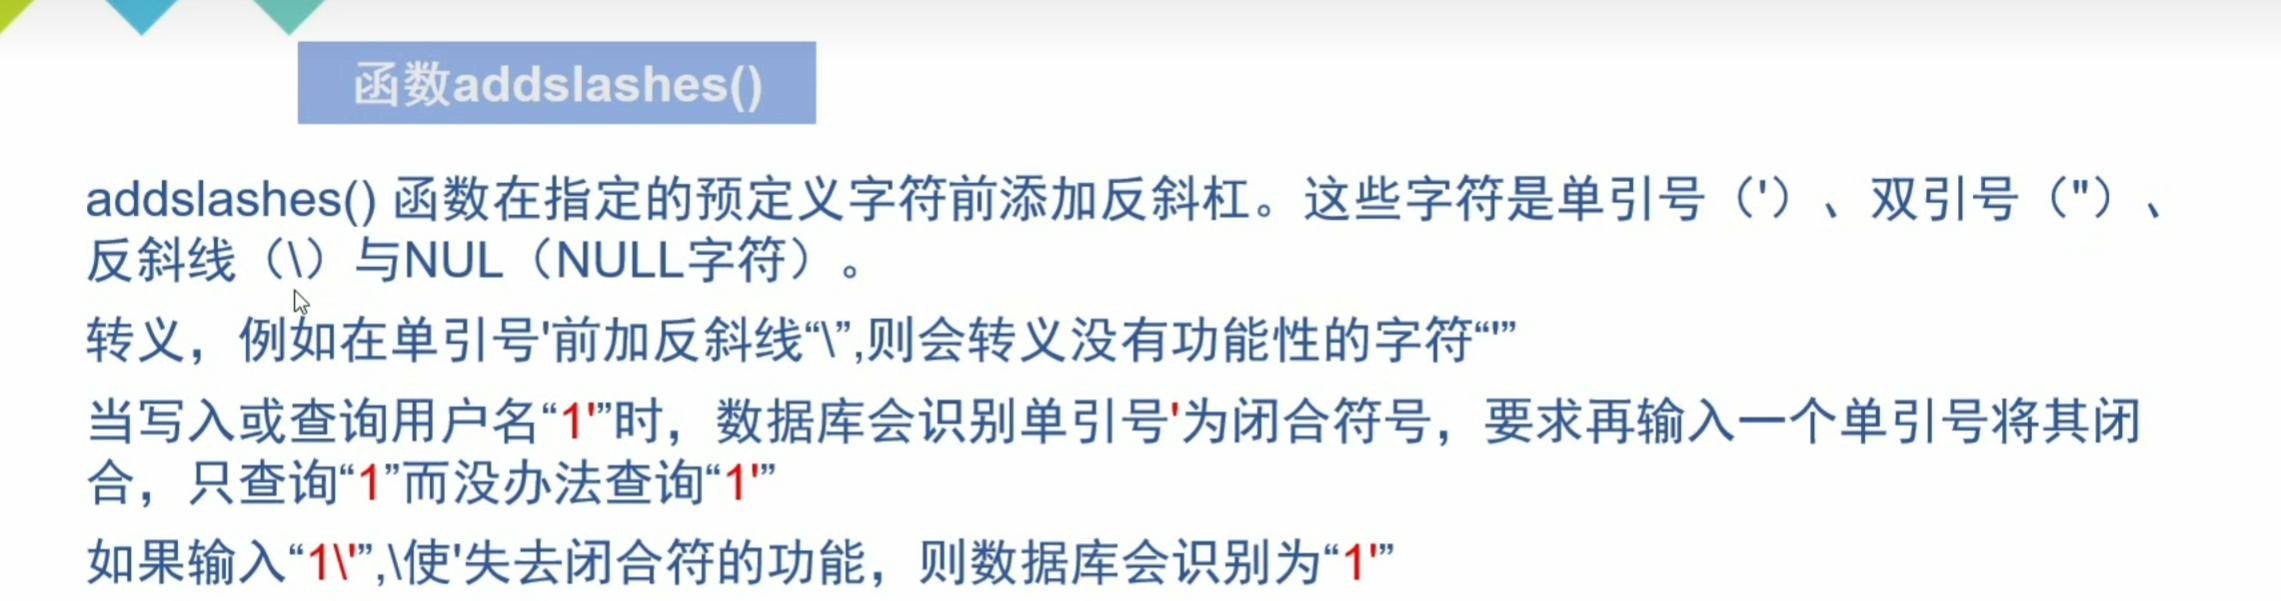 函数addslashes()
addslashes() 函数在指定的预定义字符前添加反斜杠。这些字符是单引号（'）、双引号（"）、
反斜线（\）与NUL（NULL字符）。
转义，例如在单引号'前加反斜线“\”,则会转义没有功能性的字符“'”
当写入或查询用户名“1'”时，数据库会识别单引号'为闭合符号，要求再输入一个单引号将其闭
合，只查询“1”而没办法查询“1'”
如果输入“1\'”,\使'失去闭合符的功能，则数据库会识别为“1'”